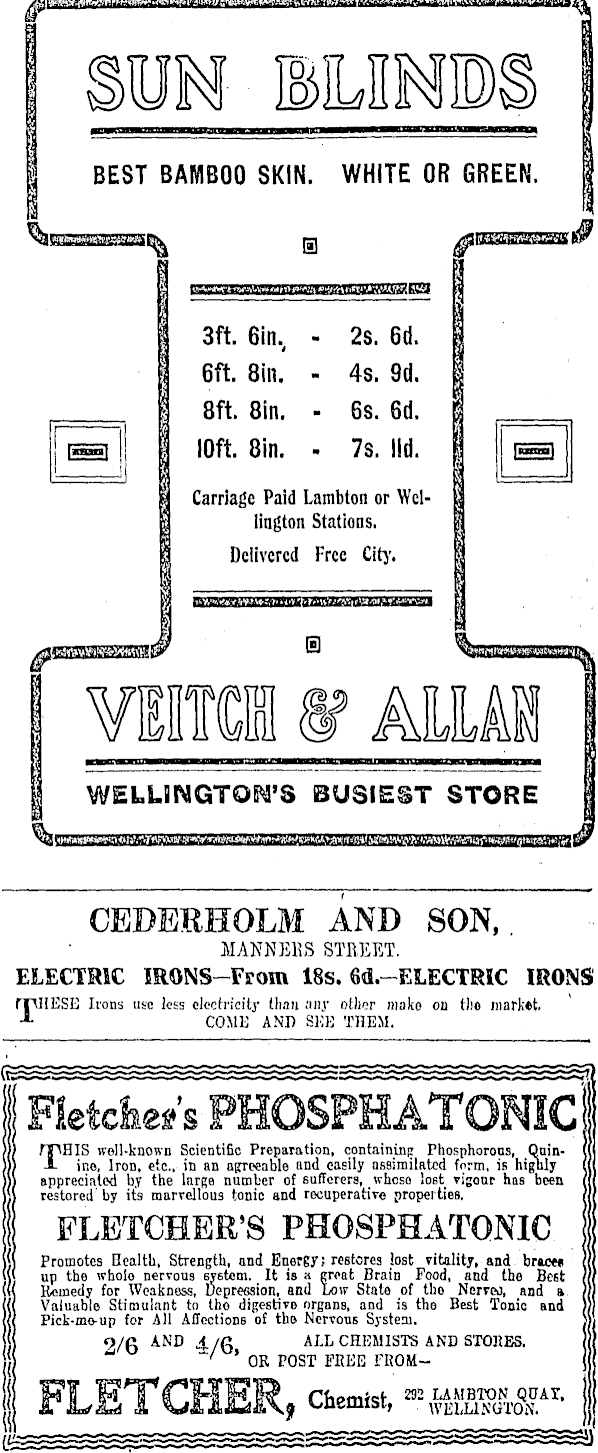 SUN BLINDS
BEST BAMBOO SKIN. WHITE OR GREEN.
3ft. 6in. - 2s. 6d.
6ft. 8in. - 4s. 9d.
8ft. 8in. - 6s. 6d.
10ft. 8in. - 7s. 11d.
Carriage Paid Lambton or Wel-
lington Stations.
Delivered Free City.
VEITCH & ALLAN
WELLINGTON'S BUSIEST STORE
CEDERHOLM AND SON,
MANNERS STREET.
ELECTRIC IRONS—From 18s. 6d.—ELECTRIC IRONS
THESE Irons use less electricity than any other make on the market.
COME AND SEE THEM.
Fletcher's PHOSPHATONIC
THIS well-known Scientific Preparation, containing Phosphorous, Quin-
ine, Iron, etc., in an agreeable and easily assimilated form, is highly
appreciated by the large number of sufferers, whose lost vigour has been
restored by its marvellous tonic and recuperative properties.
FLETCHER'S PHOSPHATONIC
Promotes Health, Strength, and Energy; restores lost vitality, and braces
up the whole nervous system. It is a great Brain Food, and the Best
Remedy for Weakness, Depression, and Low State of the Nerves, and a
Valuable Stimulant to the digestive organs, and is the Best Tonic and
Pick-me-up for All Affections of the Nervous System.
2/6 AND 4/6, ALL CHEMISTS AND STORES.
OR POST FREE FROM—
FLETCHER, Chemist, 292 LAMBTON QUAY,
WELLINGTON.